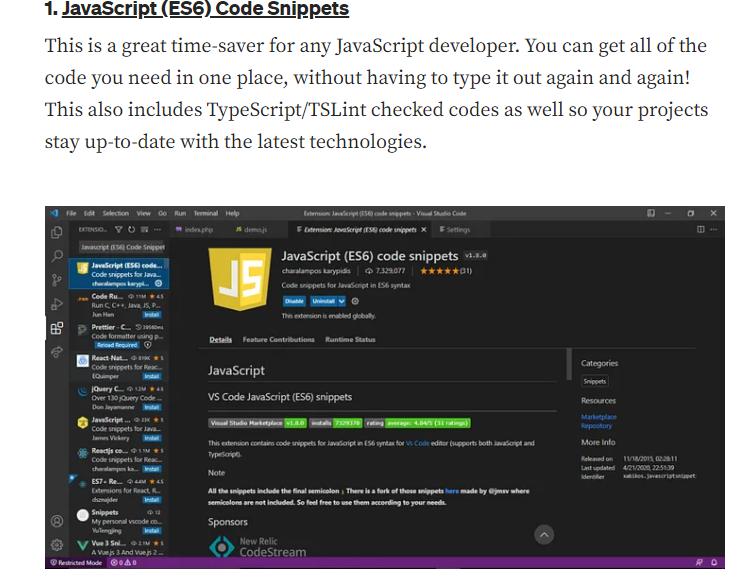 1. JavaScript (ES6) Code Snippets
This is a great time-saver for any JavaScript developer. You can get all of the
code you need in one place, without having to type it out again and again!
This also includes TypeScript/TSLint checked codes as well so your projects
stay up-to-date with the latest technologies.
File Edit Selection View Go Run Terminal Help
Extension: JavaScript (ES6) code snippets - Visual Studio Code
EXTENSIO...
index.php
JS demo.js
Extension: JavaScript (ES6) code snippets
Settings
Javascript (ES6) Code Snippet
JavaScript (ES6) code...
Code snippets for Java...
charalampos karypi...
Code Ru... 11M 4.5
Run C, C++, Java, JS, P...
Jun Han Install
Prettier - C...
Code formatter using p...
Reload Required
React-Nat... 5
Code snippets for Reac...
EQuimper Install
jQuery C... 1.2M
Over 130 jQuery Code ...
Don Jayamanne Install
JavaScript ... 5
Code snippets for Java...
James Vickery Install
Reactjs co... 5
Code snippets for Reac...
charalampos ka... Install
ES7+ Re... 4.5
Extensions for React, R...
dsznajder Install
Snippets 12
My personal vscode co...
YuTengjing Install
Vue 3 Sni... 2.1M 5
A Vue.js 3 And Vue.js 2 ...
JS
JavaScript (ES6) code snippets v1.8.0
charalampos karypidis 7,329,077 (31)
Code snippets for JavaScript in ES6 syntax
Disable Uninstall
This extension is enabled globally.
Details Feature Contributions Runtime Status
JavaScript
VS Code JavaScript (ES6) snippets
Visual Studio Marketplace v1.8.0 installs 7329370 rating average: 4.84/5 (31 ratings)
This extension contains code snippets for JavaScript in ES6 syntax for Vs Code editor (supports both JavaScript and
TypeScript).
Note
All the snippets include the final semicolon ; There is a fork of those snippets here made by @jmsv where
semicolons are not included. So feel free to use them according to your needs.
Sponsors
New Relic
CodeStream
Categories
Snippets
Resources
Marketplace
Repository
More Info
Released on 11/18/2015, 02:28:11
Last updated 4/21/2020, 22:51:39
Identifier xabikos.javascriptsnippet
Restricted Mode 0 0